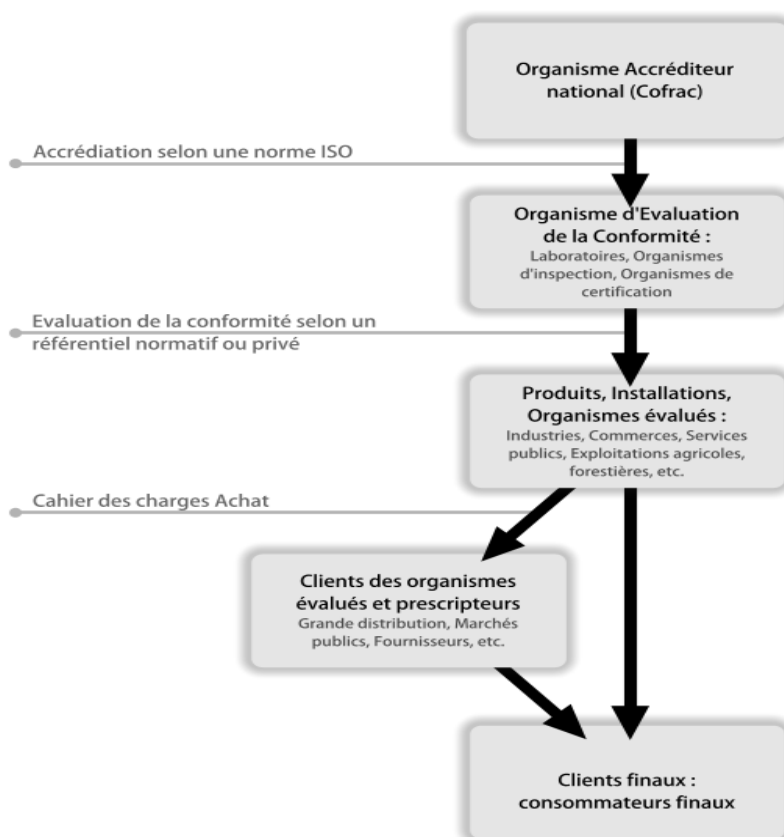 Organisme Accréditeur
national (Cofrac)
Accrédiation selon une norme ISO
Organisme d'Evaluation
de la Conformité :
Laboratoires, Organismes
d'inspection, Organismes de
certification
Evaluation de la conformité selon un
référentiel normatif ou privé
Produits, Installations,
Organismes évalués :
Industries, Commerces, Services
publics, Exploitations agricoles,
forestières, etc.
Cahier des charges Achat
Clients des organismes
évalués et prescripteurs
Grande distribution, Marchés
publics, Fournisseurs, etc.
Clients finaux :
consommateurs finaux